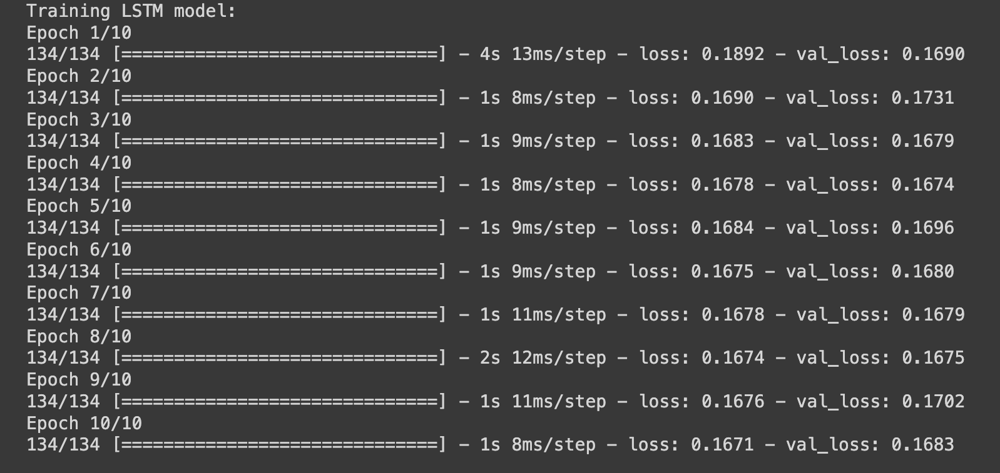 Training LSTM model:
Epoch 1/10
134/134 [==============================] - 4s 13ms/step - loss: 0.1892 - val_loss: 0.1690
Epoch 2/10
134/134 [==============================] - 1s 8ms/step - loss: 0.1690 - val_loss: 0.1731
Epoch 3/10
134/134 [==============================] - 1s 9ms/step - loss: 0.1683 - val_loss: 0.1679
Epoch 4/10
134/134 [==============================] - 1s 8ms/step - loss: 0.1678 - val_loss: 0.1674
Epoch 5/10
134/134 [==============================] - 1s 9ms/step - loss: 0.1684 - val_loss: 0.1696
Epoch 6/10
134/134 [==============================] - 1s 9ms/step - loss: 0.1675 - val_loss: 0.1680
Epoch 7/10
134/134 [==============================] - 1s 11ms/step - loss: 0.1678 - val_loss: 0.1679
Epoch 8/10
134/134 [==============================] - 2s 12ms/step - loss: 0.1674 - val_loss: 0.1675
Epoch 9/10
134/134 [==============================] - 1s 11ms/step - loss: 0.1676 - val_loss: 0.1702
Epoch 10/10
134/134 [==============================] - 1s 8ms/step - loss: 0.1671 - val_loss: 0.1683